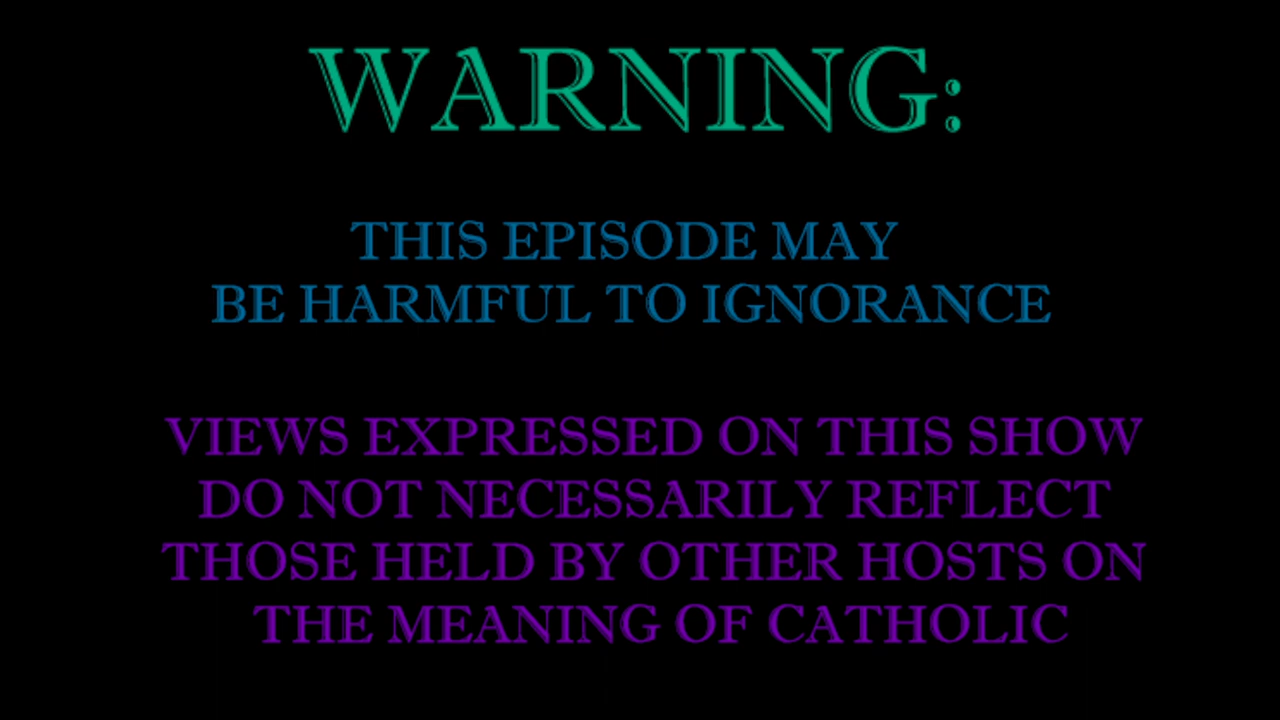 WARNING:
THIS EPISODE MAY
BE HARMFUL TO IGNORANCE
VIEWS EXPRESSED ON THIS SHOW
DO NOT NECESSARILY REFLECT
THOSE HELD BY OTHER HOSTS ON
THE MEANING OF CATHOLIC